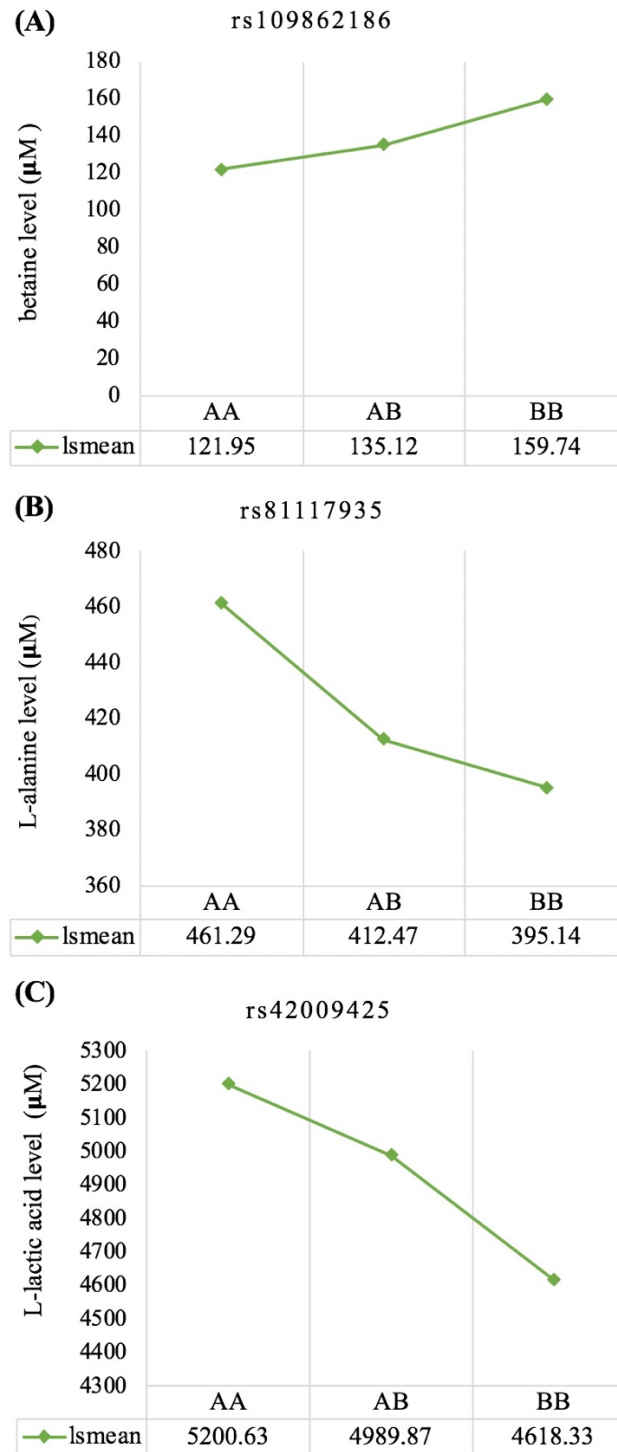 (A)
rs109862186
betaine level (μM )
180
160
140
120
100
80
60
40
20
0
AA AB BB
lsmean 121.95 135.12 159.74
(B)
rs81117935
L-alanine level (μM)
480
460
440
420
400
380
360
AA AB BB
lsmean 461.29 412.47 395.14
(C)
rs42009425
L-lactic acid level (μM)
5300
5200
5100
5000
4900
4800
4700
4600
4500
4400
4300
AA AB BB
lsmean 5200.63 4989.87 4618.33